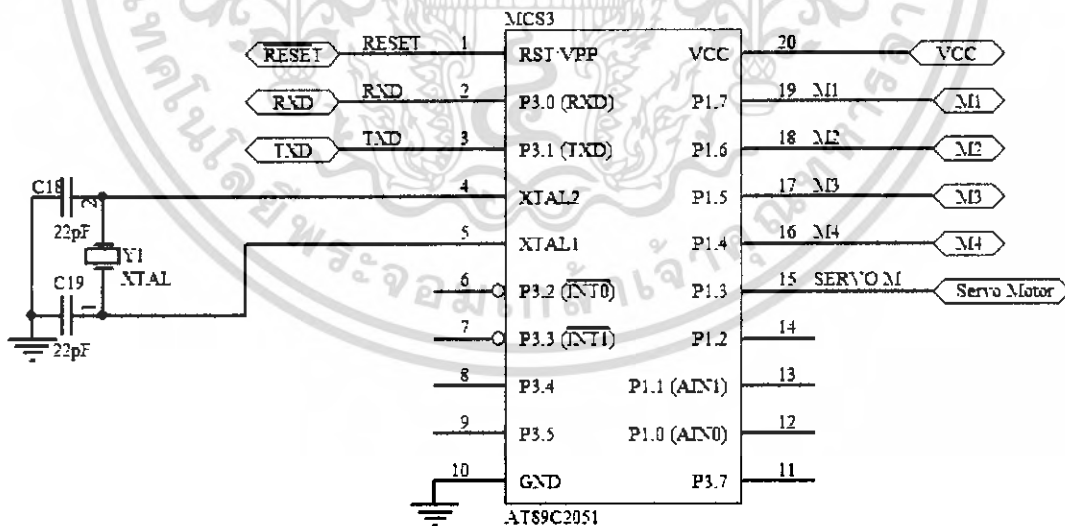 MCS3
RESET RESET 1 RST/VPP VCC 20 VCC
RXD RXD 2 P3.0 (RXD) P1.7 19 M1 M1
TXD TXD 3 P3.1 (TXD) P1.6 18 M2 M2
C18 2 22pF 4 XTAL2 P1.5 17 M3 M3
Y1 XTAL 5 XTAL1 P1.4 16 M4 M4
C19 1 22pF 6 P3.2 (INT0) P1.3 15 SERVO M Servo Motor
7 P3.3 (INT1) P1.2 14
8 P3.4 P1.1 (AIN1) 13
9 P3.5 P1.0 (AIN0) 12
10 GND P3.7 11
AT89C2051